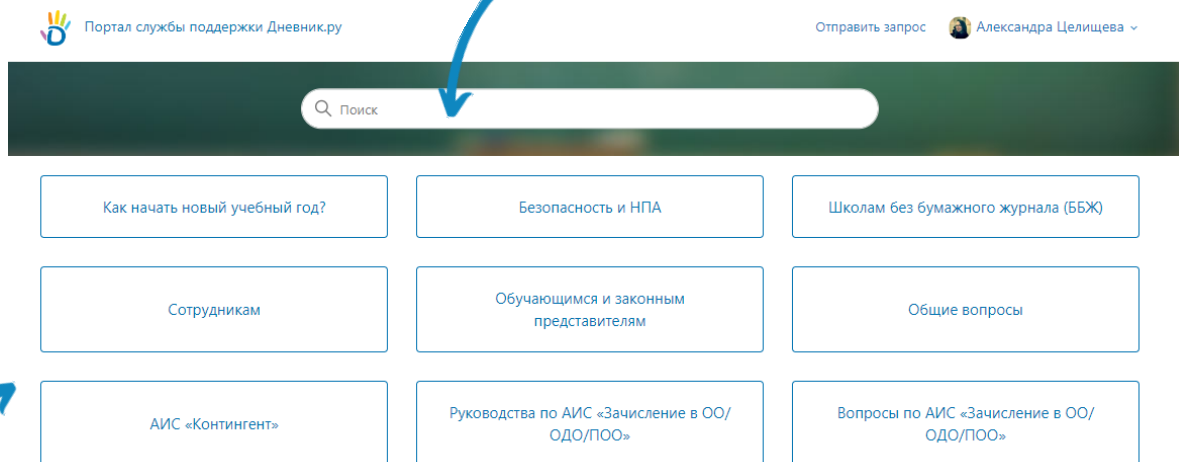 Портал службы поддержки Дневник.ру
Отправить запрос
Александра Целищева
Поиск
Как начать новый учебный год?
Безопасность и НПА
Школам без бумажного журнала (ББЖ)
Сотрудникам
Обучающимся и законным
представителям
Общие вопросы
АИС «Контингент»
Руководства по АИС «Зачисление в ОО/
ОДО/ПОО»
Вопросы по АИС «Зачисление в ОО/
ОДО/ПОО»